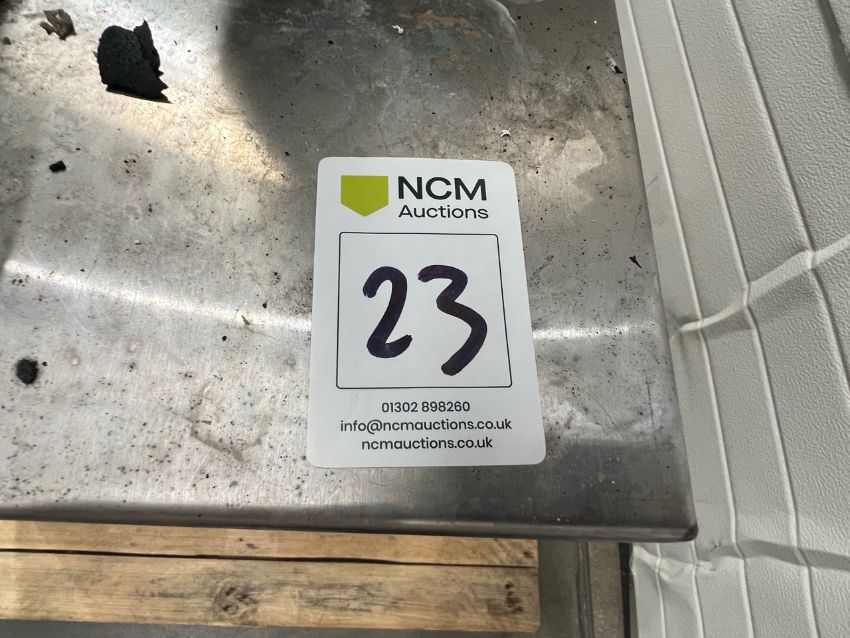 NCM
Auctions
23
01302 898260
info@ncmauctions.co.uk
ncmauctions.co.uk